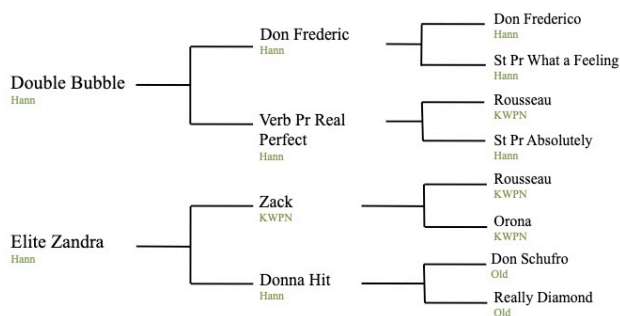 Double Bubble
Hann
Don Frederic
Hann
Don Frederico
Hann
St Pr What a Feeling
Hann
Verb Pr Real
Perfect
Hann
Rousseau
KWPN
St Pr Absolutely
Hann
Elite Zandra
Hann
Zack
KWPN
Rousseau
KWPN
Orona
KWPN
Donna Hit
Hann
Don Schufro
Old
Really Diamond
Old